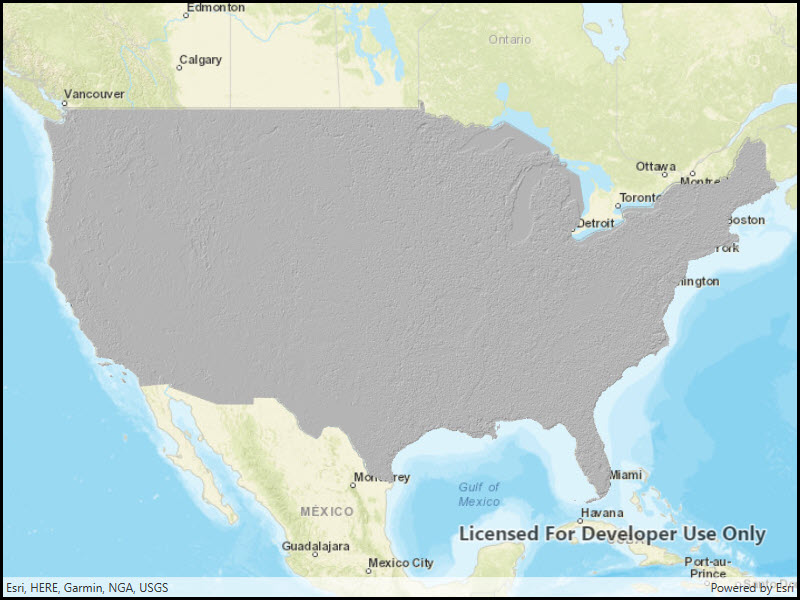 Edmonton
Ontario
Calgary
Vancouver
Ottawa
Montre
Toronto
Detroit
Boston
York
nington
Miami
Monterrey
Gulf of
Mexico
MÉXICO
Havana
Licensed For Developer Use Only
Guadalajara
Mexico City
Port-au-
Prince
Esri, HERE, Garmin, NGA, USGS
Powered by Esri